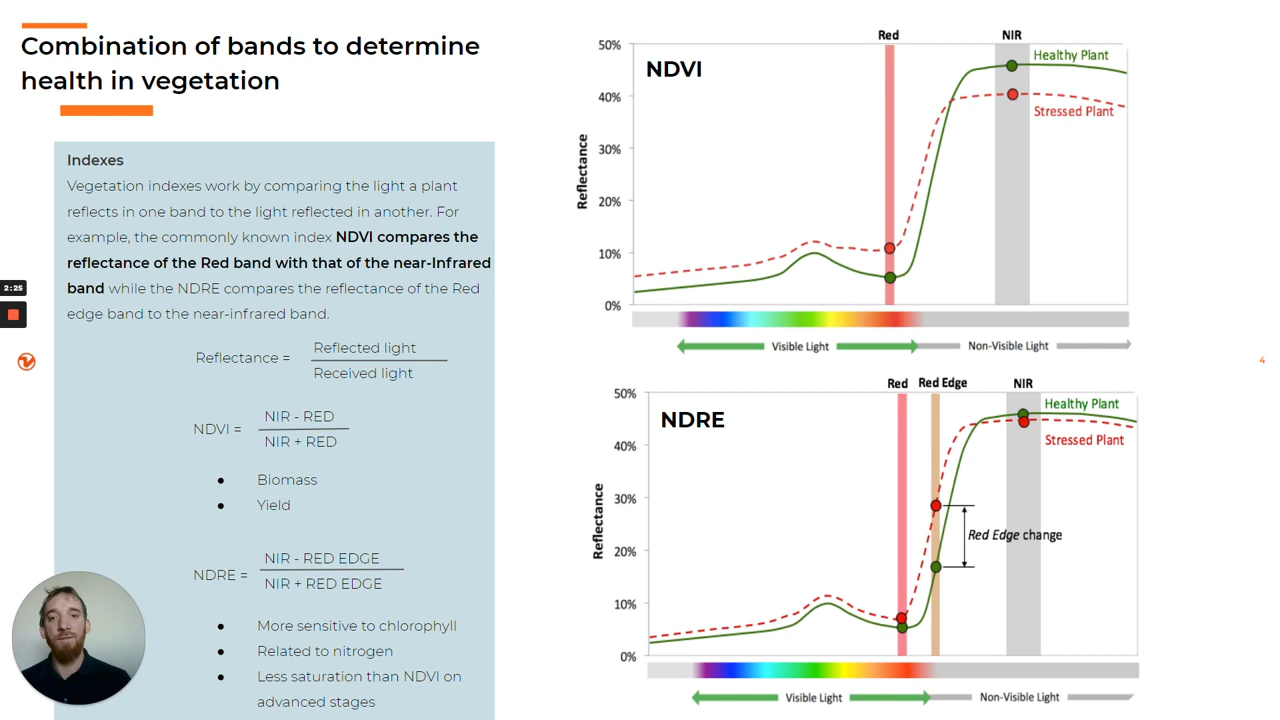 Combination of bands to determine
health in vegetation
Indexes
Vegetation indexes work by comparing the light a plant
reflects in one band to the light reflected in another. For
example, the commonly known index NDVI compares the
reflectance of the Red band with that of the near-Infrared
band while the NDRE compares the reflectance of the Red
edge band to the near-infrared band.
Reflectance = Reflected light
Received light
NDVI = NIR - RED
NIR + RED
● Biomass
● Yield
NDRE = NIR - RED EDGE
NIR + RED EDGE
● More sensitive to chlorophyll
● Related to nitrogen
● Less saturation than NDVI on
advanced stages
2:25
Red NIR
NDVI
Healthy Plant
Stressed Plant
Reflectance
50%
40%
30%
20%
10%
0%
Visible Light Non-Visible Light
4
Red Red Edge NIR
NDRE
Healthy Plant
Stressed Plant
Red Edge change
Reflectance
50%
40%
30%
20%
10%
0%
Visible Light Non-Visible Light